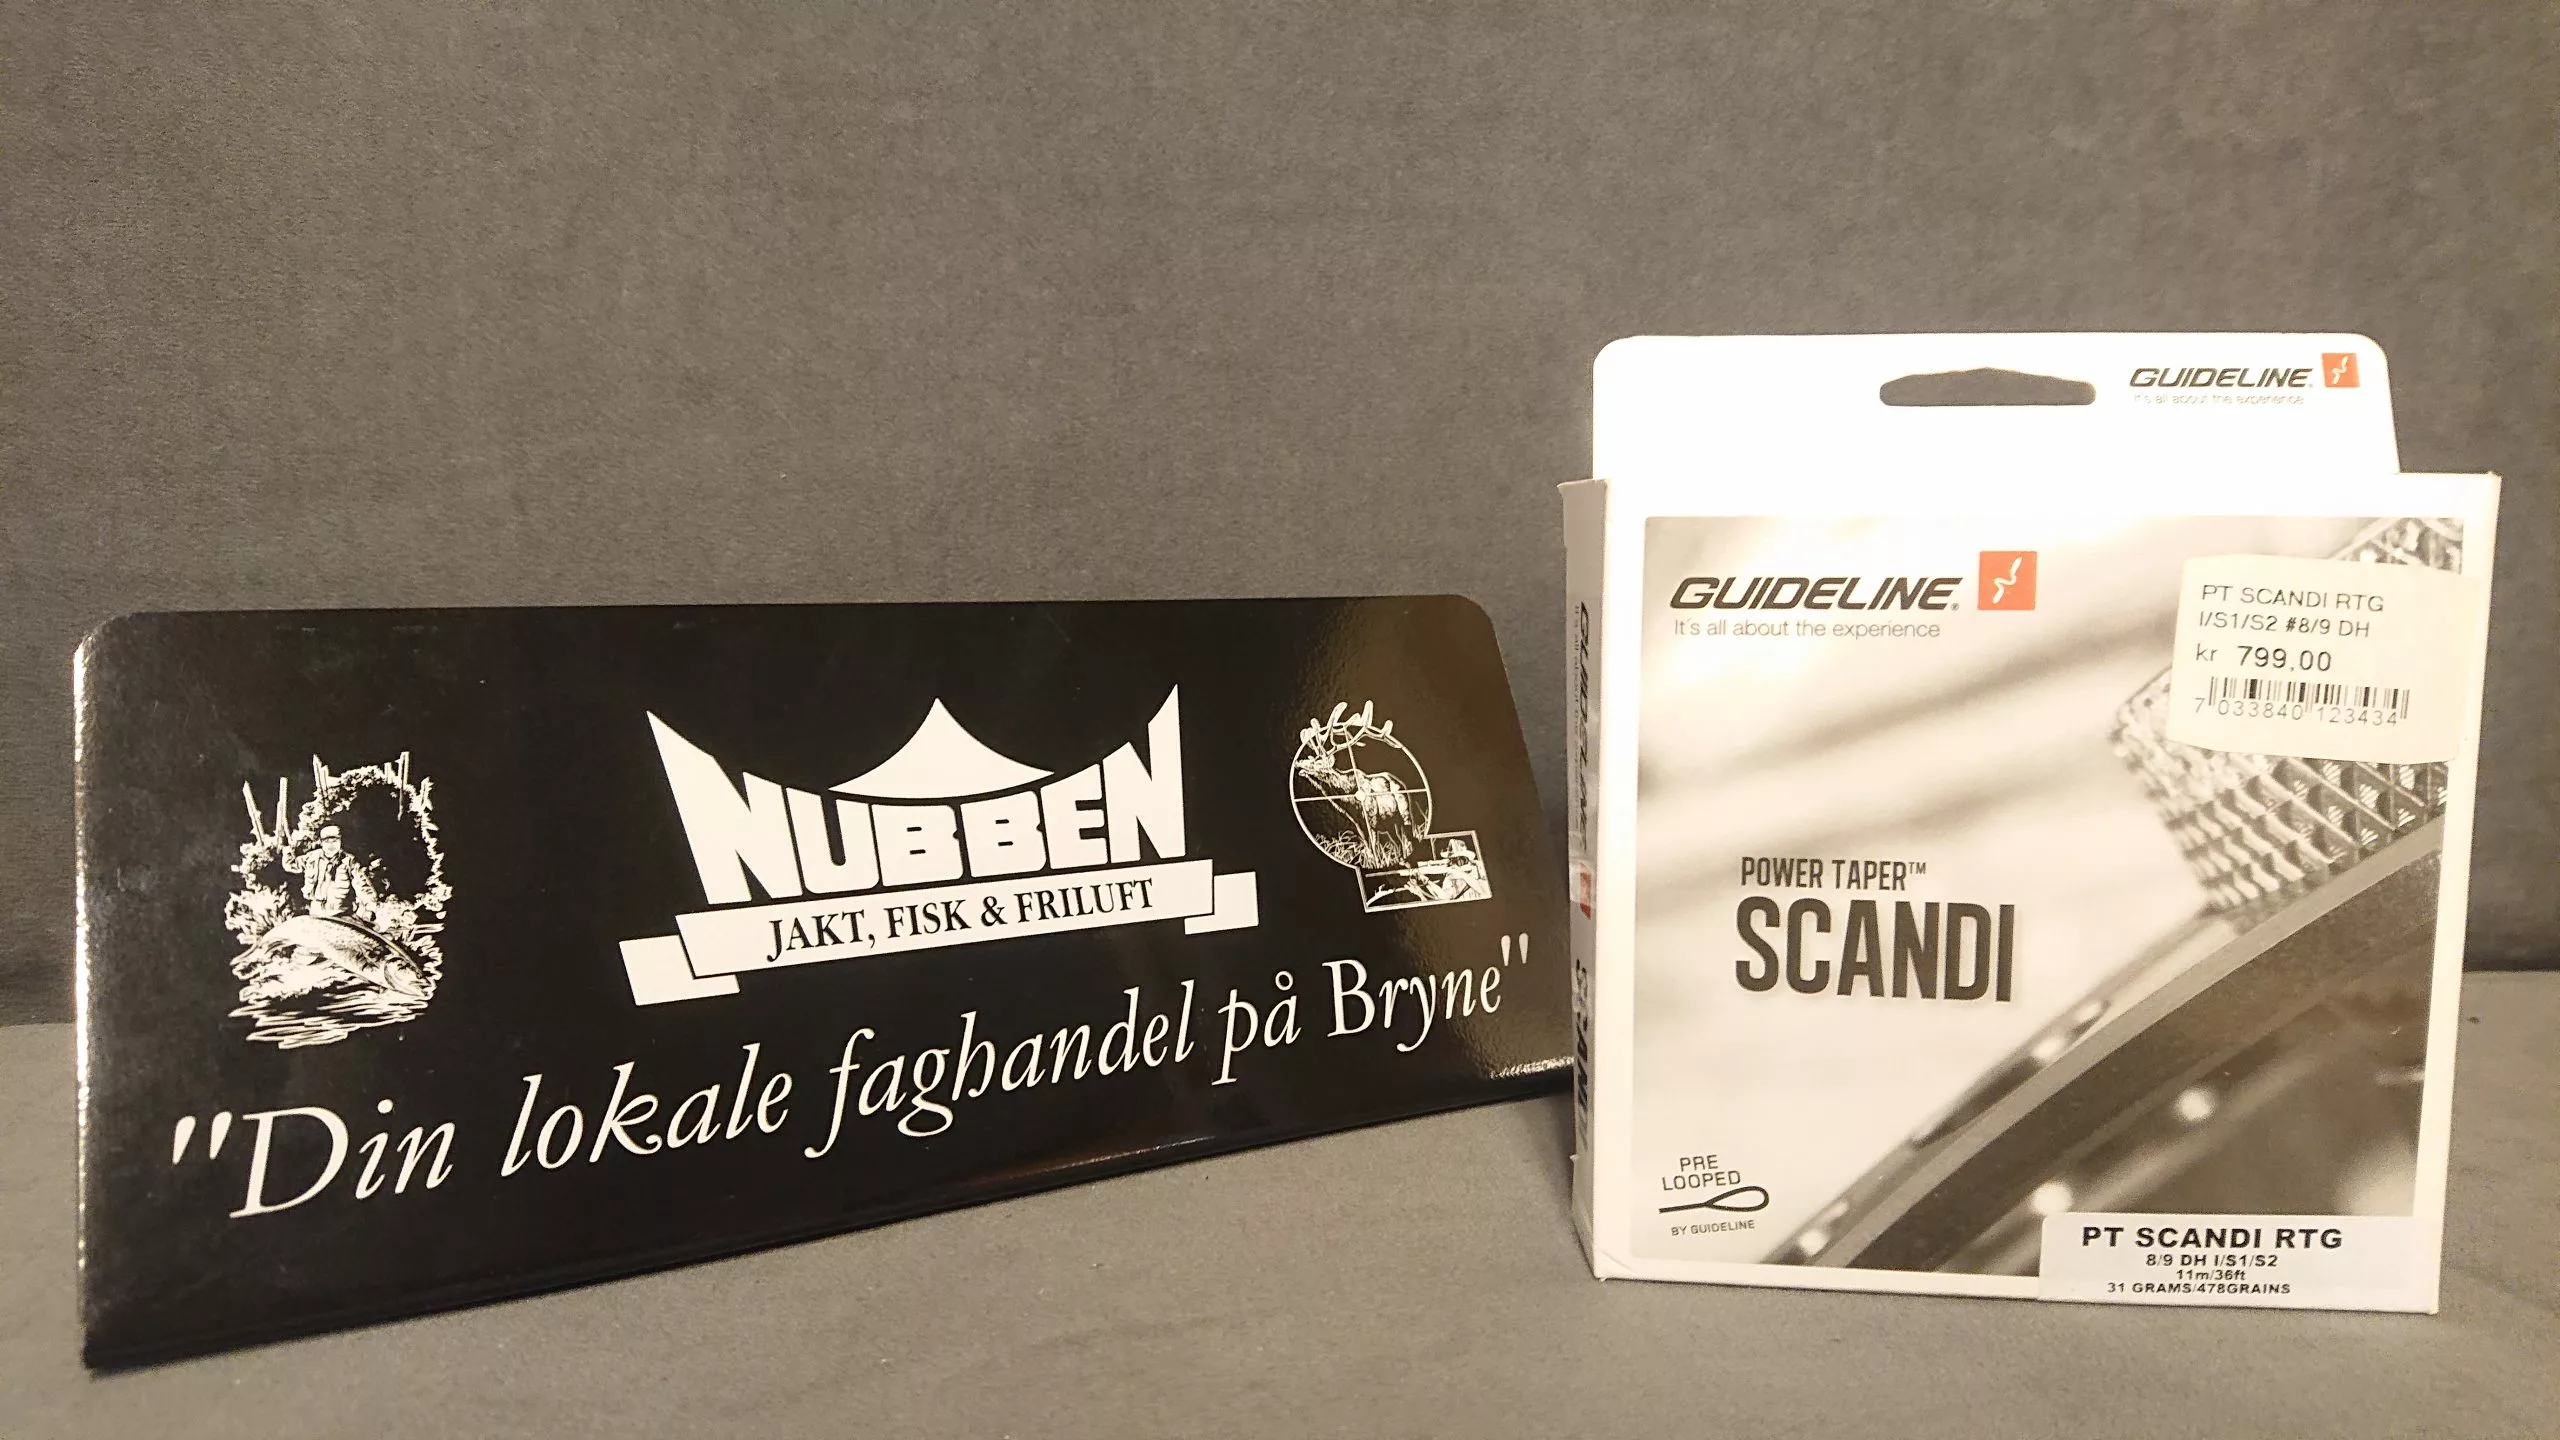 NUBBEN
JAKT, FISK & FRILUFT
"Din lokale faghandel på Bryne"
GUIDELINE
It's all about the experience
GUIDELINE
It's all about the experience
PT SCANDI RTG
I/S1/S2 #8/9 DH
kr 799,00
7 033840 123434
POWER TAPER™
SCANDI
PRE
LOOPED
BY GUIDELINE
PT SCANDI RTG
8/9 DH I/S1/S2
11m/36ft
31 GRAMS/478GRAINS
GUIDELINE
SCANDI